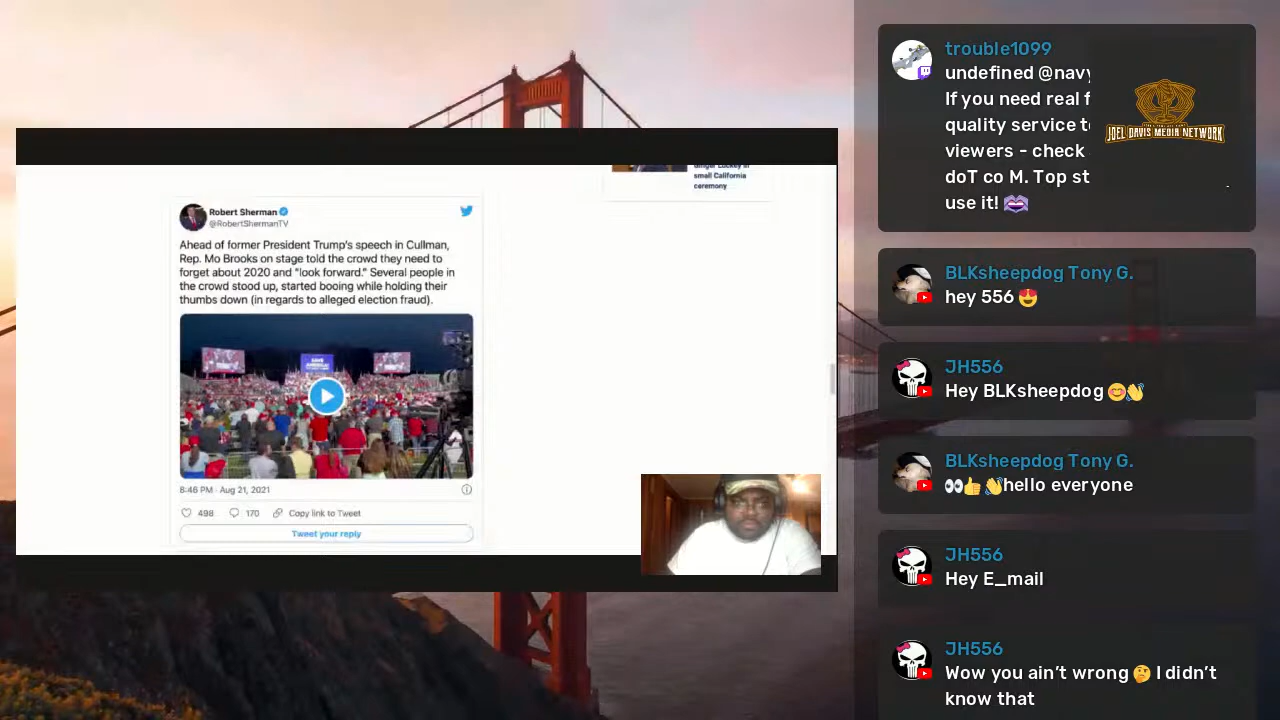 small California
ceremony
Robert Sherman
@RobertShermanTV
Ahead of former President Trump's speech in Cullman,
Rep. Mo Brooks on stage told the crowd they need to
forget about 2020 and "look forward." Several people in
the crowd stood up, started booing while holding their
thumbs down (in regards to alleged election fraud).
SAVE
AMERICA!
8:46 PM · Aug 21, 2021
498 170 Copy link to Tweet
Tweet your reply
trouble1099
undefined @navy
If you need real f
quality service to
viewers - check
doT co M. Top st
use it!
JOEL DAVIS MEDIA NETWORK
BLKsheepdog Tony G.
hey 556 😍
JH556
Hey BLKsheepdog 😊👋
BLKsheepdog Tony G.
👀👍👋hello everyone
JH556
Hey E_mail
JH556
Wow you ain't wrong 🤔 I didn't
know that